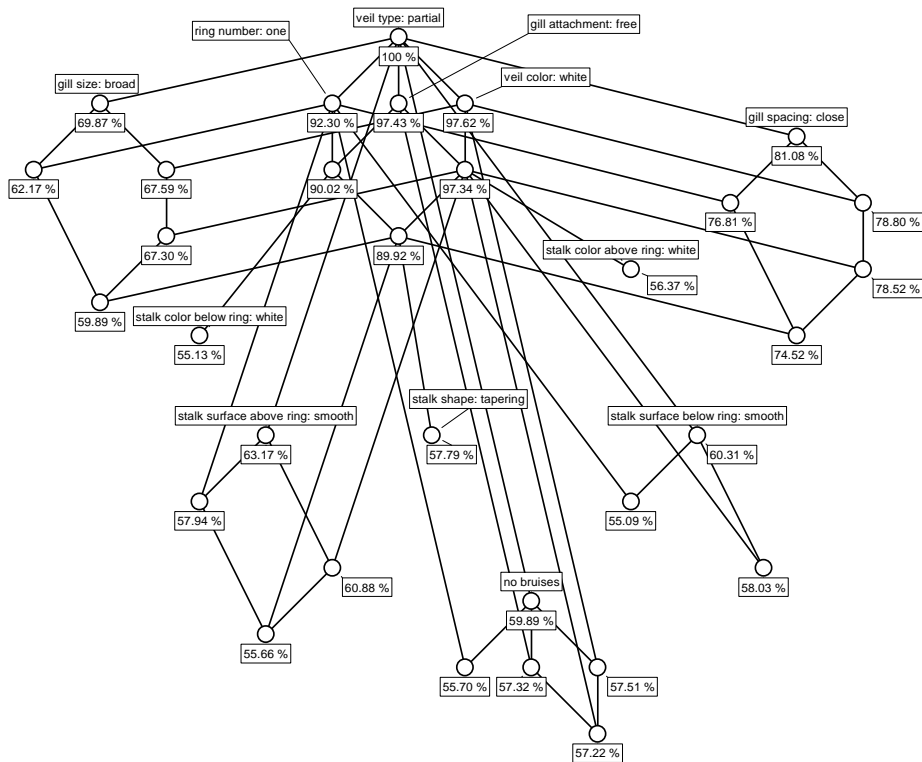 veil type: partial
ring number: one
gill attachment: free
100 %
gill size: broad
veil color: white
69.87 %
92.30 %
97.43 %
97.62 %
gill spacing: close
81.08 %
62.17 %
67.59 %
90.02 %
97.34 %
76.81 %
78.80 %
67.30 %
89.92 %
stalk color above ring: white
56.37 %
78.52 %
59.89 %
stalk color below ring: white
55.13 %
74.52 %
stalk surface above ring: smooth
stalk shape: tapering
stalk surface below ring: smooth
63.17 %
57.79 %
60.31 %
57.94 %
55.09 %
60.88 %
no bruises
58.03 %
59.89 %
55.66 %
55.70 %
57.32 %
57.51 %
57.22 %